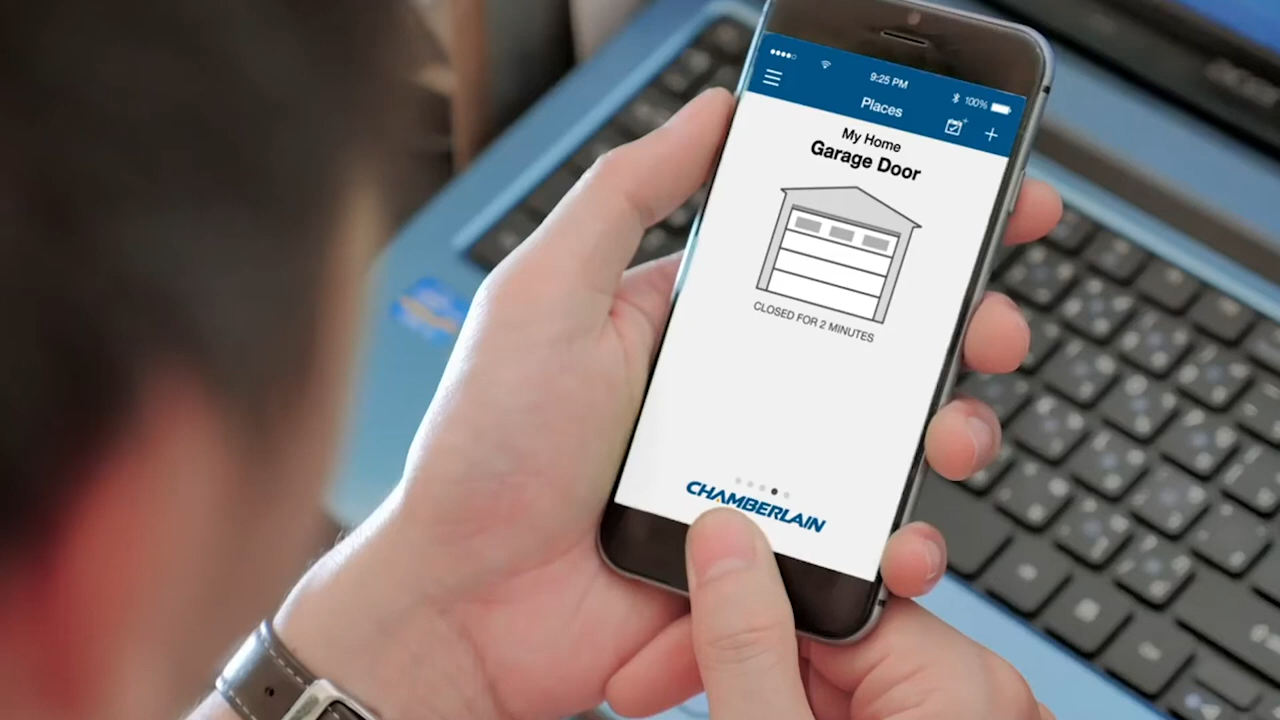 9:25 PM
100%
Places
My Home
Garage Door
CLOSED FOR 2 MINUTES
CHAMBERLAIN